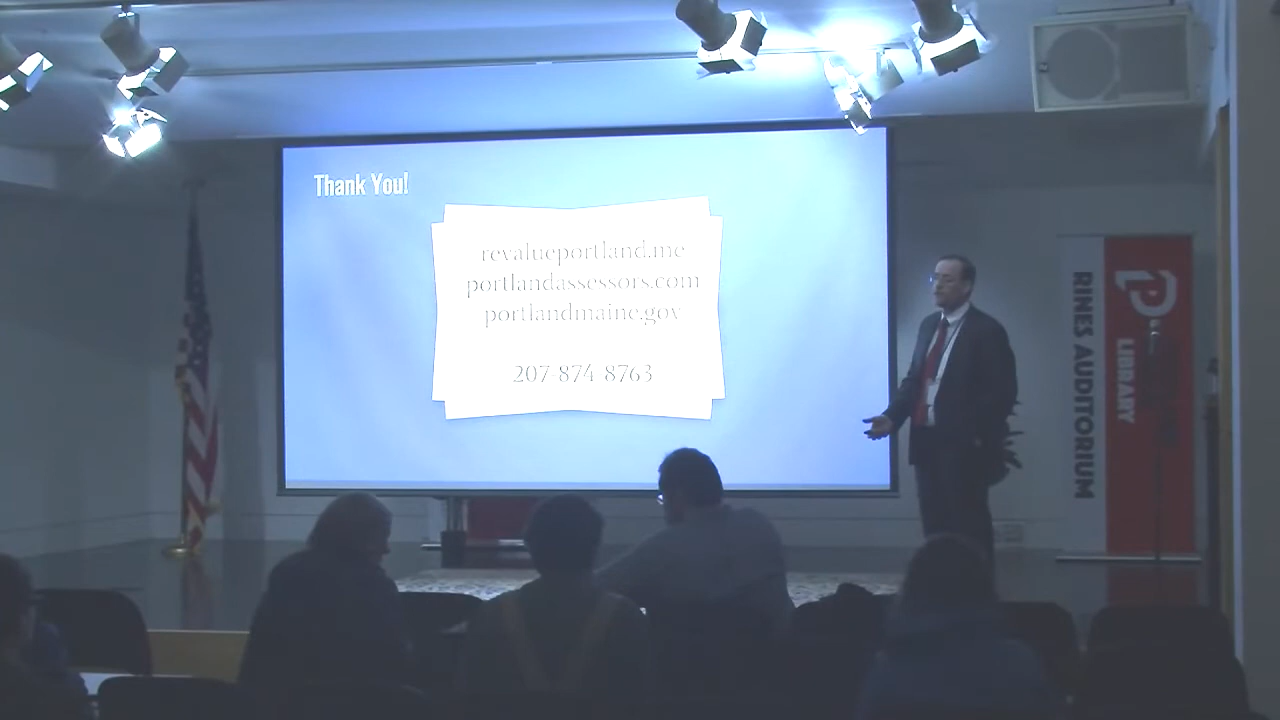 Thank You!
revalueportland.me
portlandassessors.com
portlandmaine.gov
207-874-8763
RINES AUDITORIUM
LIBRARY